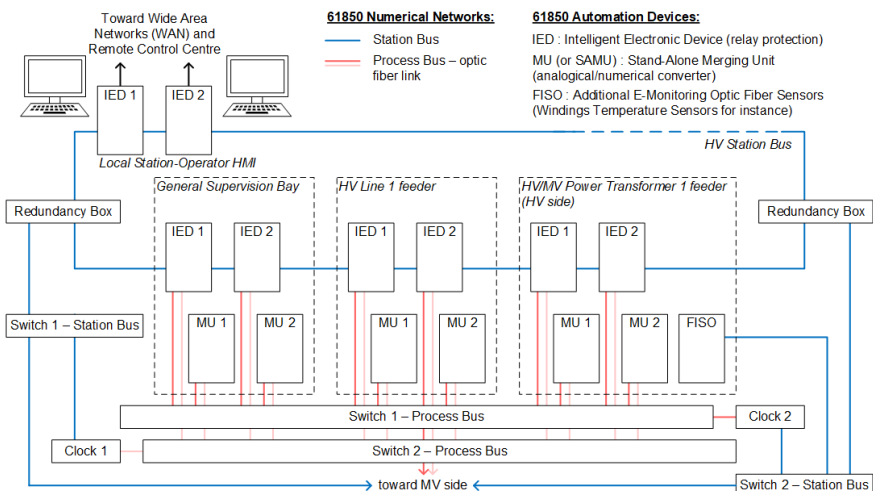 Toward Wide Area
Networks (WAN) and
Remote Control Centre
61850 Numerical Networks:
Station Bus
Process Bus – optic
fiber link
61850 Automation Devices:
IED : Intelligent Electronic Device (relay protection)
MU (or SAMU) : Stand-Alone Merging Unit
(analogical/numerical converter)
FISO : Additional E-Monitoring Optic Fiber Sensors
(Windings Temperature Sensors for instance)
IED 1
IED 2
Local Station-Operator HMI
HV Station Bus
General Supervision Bay
HV Line 1 feeder
HV/MV Power Transformer 1 feeder
(HV side)
Redundancy Box
Redundancy Box
IED 1
IED 2
IED 1
IED 2
IED 1
IED 2
Switch 1 – Station Bus
MU 1
MU 2
MU 1
MU 2
MU 1
MU 2
FISO
Switch 1 – Process Bus
Clock 2
Clock 1
Switch 2 – Process Bus
toward MV side
Switch 2 – Station Bus